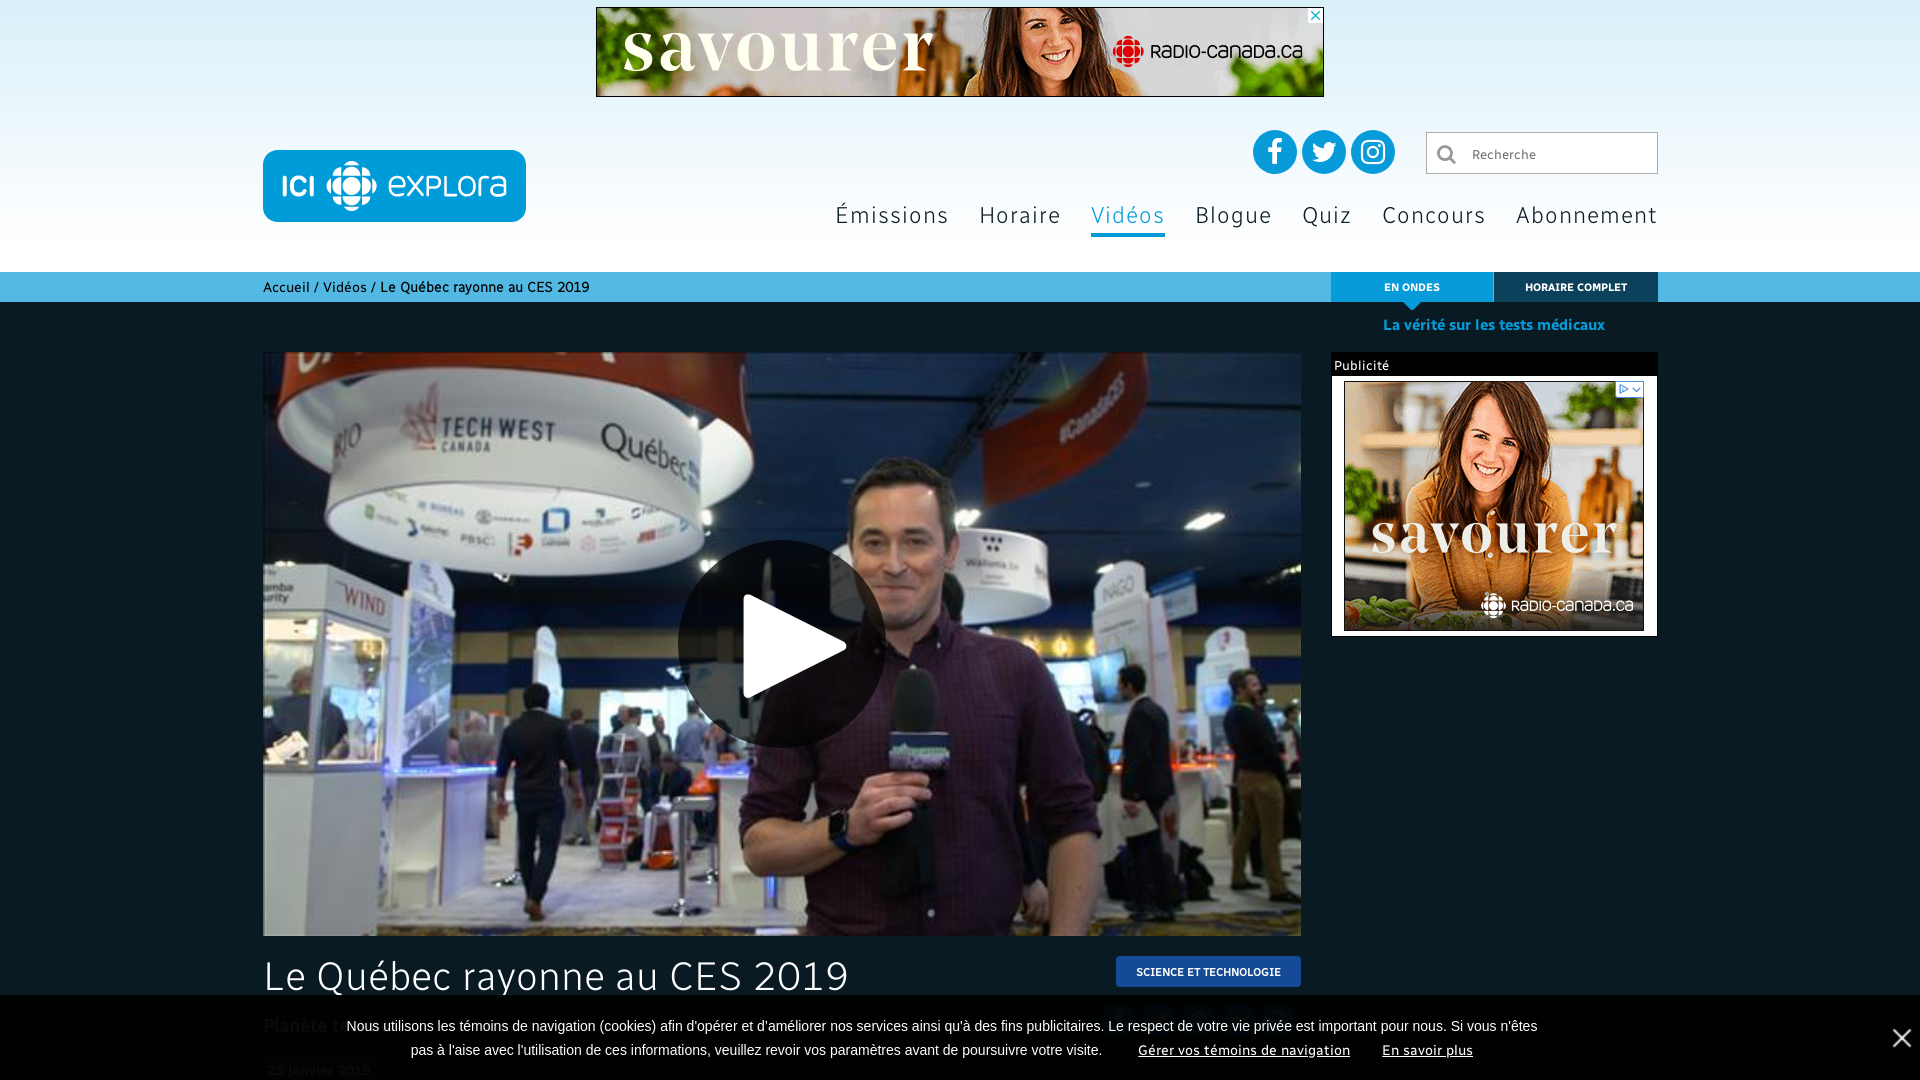 savourer
RADIO-CANADA.CA
ICI explora
Recherche
Émissions Horaire Vidéos Blogue Quiz Concours Abonnement
Accueil / Vidéos / Le Québec rayonne au CES 2019
EN ONDES
HORAIRE COMPLET
La vérité sur les tests médicaux
Publicité
savourer
RADIO-CANADA.CA
TECH WEST
CANADA
Québec
#CanadaCES
WIND
Le Québec rayonne au CES 2019
SCIENCE ET TECHNOLOGIE
Nous utilisons les témoins de navigation (cookies) afin d'opérer et d’améliorer nos services ainsi qu'à des fins publicitaires. Le respect de votre vie privée est important pour nous. Si vous n'êtes
pas à l'aise avec l'utilisation de ces informations, veuillez revoir vos paramètres avant de poursuivre votre visite. Gérer vos témoins de navigation En savoir plus
25 janvier 2019